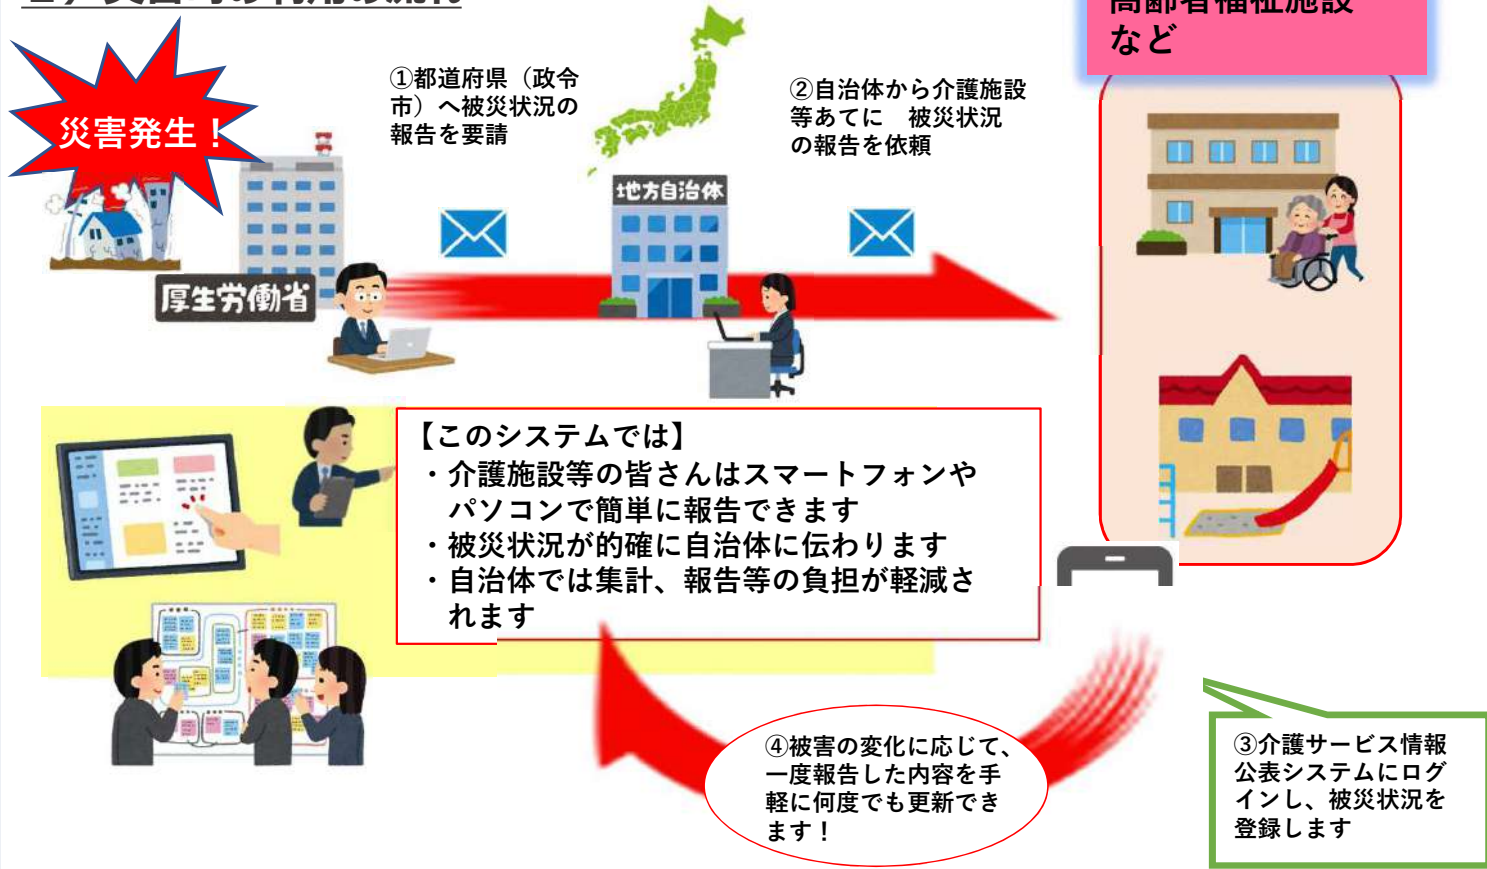 2）災害時の利用の流れ
高齢者福祉施設
など
災害発生！
①都道府県（政令
市）へ被災状況の
報告を要請
②自治体から介護施設
等あてに　被災状況
の報告を依頼
地方自治体
厚生労働省
【このシステムでは】
・介護施設等の皆さんはスマートフォンや
パソコンで簡単に報告できます
・被災状況が的確に自治体に伝わります
・自治体では集計、報告等の負担が軽減さ
れます
④被害の変化に応じて、
一度報告した内容を手
軽に何度でも更新でき
ます！
③介護サービス情報
公表システムにログ
インし、被災状況を
登録します